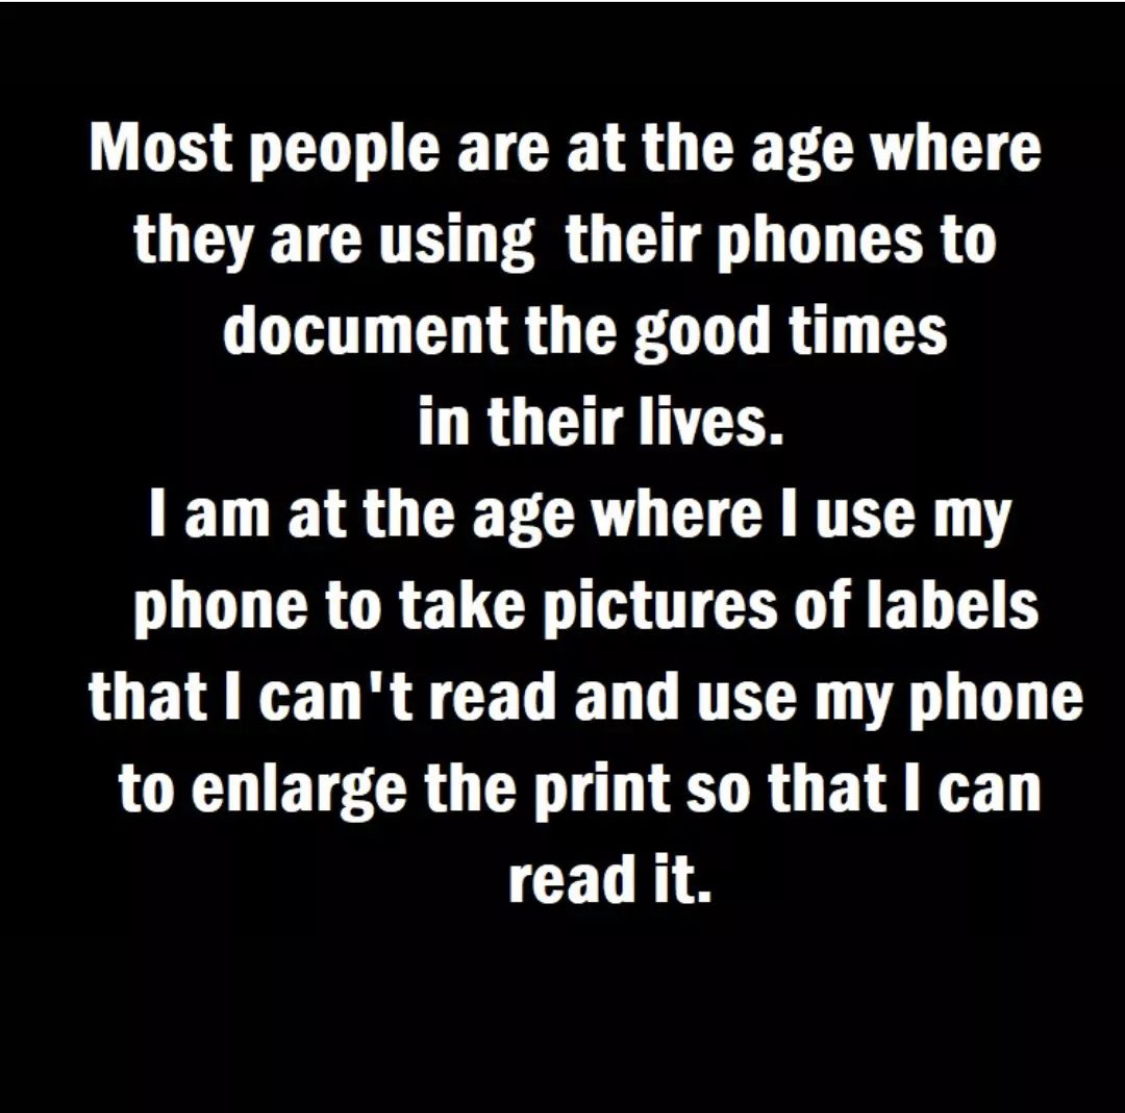 Most people are at the age where
they are using  their phones to
document the good times
in their lives.
I am at the age where I use my
phone to take pictures of labels
that I can't read and use my phone
to enlarge the print so that I can
read it.